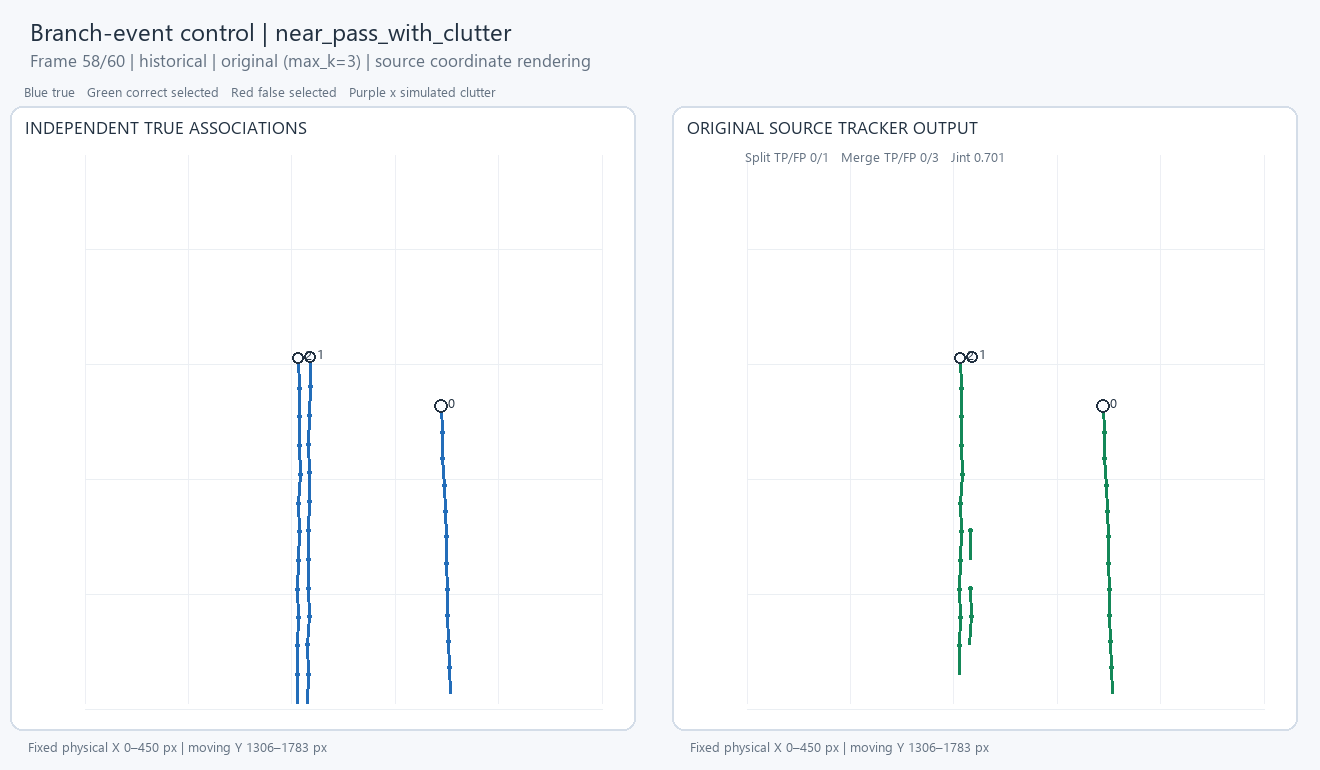 Branch-event control | near_pass_with_clutter
Frame 58/60 | historical | original (max_k=3) | source coordinate rendering
Blue true Green correct selected Red false selected Purple x simulated clutter
INDEPENDENT TRUE ASSOCIATIONS
2 1
0
Fixed physical X 0–450 px | moving Y 1306–1783 px
ORIGINAL SOURCE TRACKER OUTPUT
Split TP/FP 0/1 Merge TP/FP 0/3 Jint 0.701
2 1
0
Fixed physical X 0–450 px | moving Y 1306–1783 px